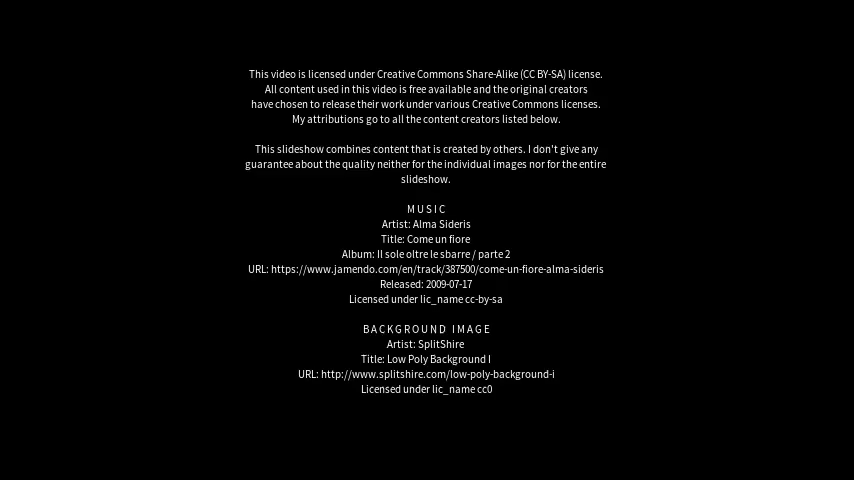 This video is licensed under Creative Commons Share-Alike (CC BY-SA) license.
All content used in this video is free available and the original creators
have chosen to release their work under various Creative Commons licenses.
My attributions go to all the content creators listed below.
This slideshow combines content that is created by others. I don't give any
guarantee about the quality neither for the individual images nor for the entire
slideshow.
MUSIC
Artist: Alma Sideris
Title: Come un fiore
Album: Il sole oltre le sbarre / parte 2
URL: https://www.jamendo.com/en/track/387500/come-un-fiore-alma-sideris
Released: 2009-07-17
Licensed under lic_name cc-by-sa
BACKGROUND IMAGE
Artist: SplitShire
Title: Low Poly Background I
URL: http://www.splitshire.com/low-poly-background-i
Licensed under lic_name cc0